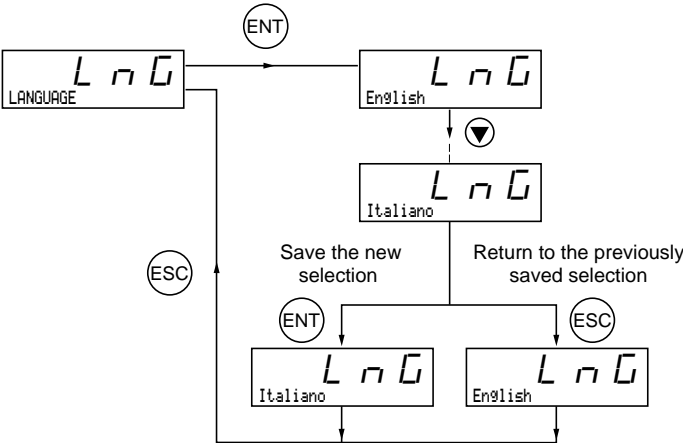 ENT
L n G
LANGUAGE
L n G
English
L n G
Italiano
Save the new
selection
Return to the previously
saved selection
ESC
ENT
ESC
L n G
Italiano
L n G
English